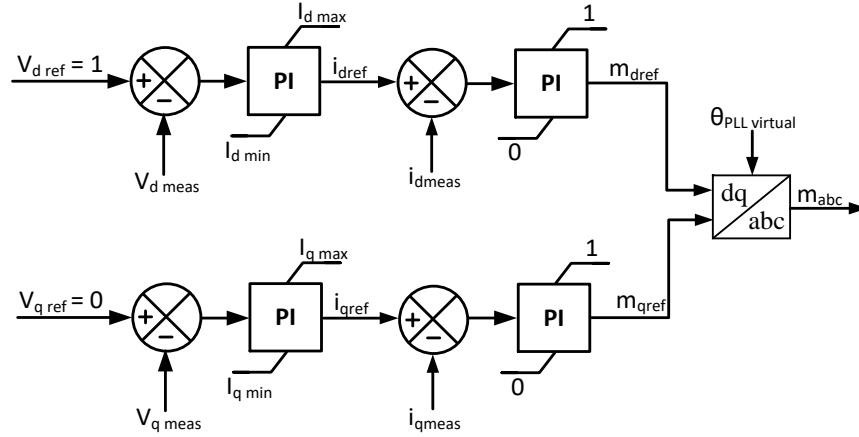 I_d max
1
V_d ref = 1
+
−
PI
i_dref
+
−
PI
m_dref
I_d min
0
V_d meas
i_dmeas
θ_PLL virtual
dq
abc
m_abc
I_q max
1
V_q ref = 0
+
−
PI
i_qref
+
−
PI
m_qref
I_q min
0
V_q meas
i_qmeas